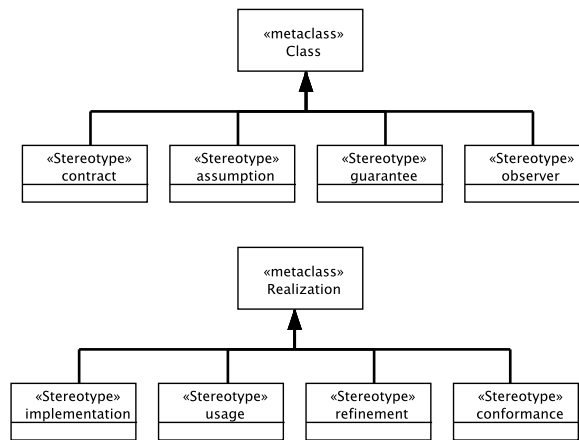 «metaclass»
Class
«Stereotype» «Stereotype» «Stereotype» «Stereotype»
contract assumption guarantee observer
«metaclass»
Realization
«Stereotype» «Stereotype» «Stereotype» «Stereotype»
implementation usage refinement conformance